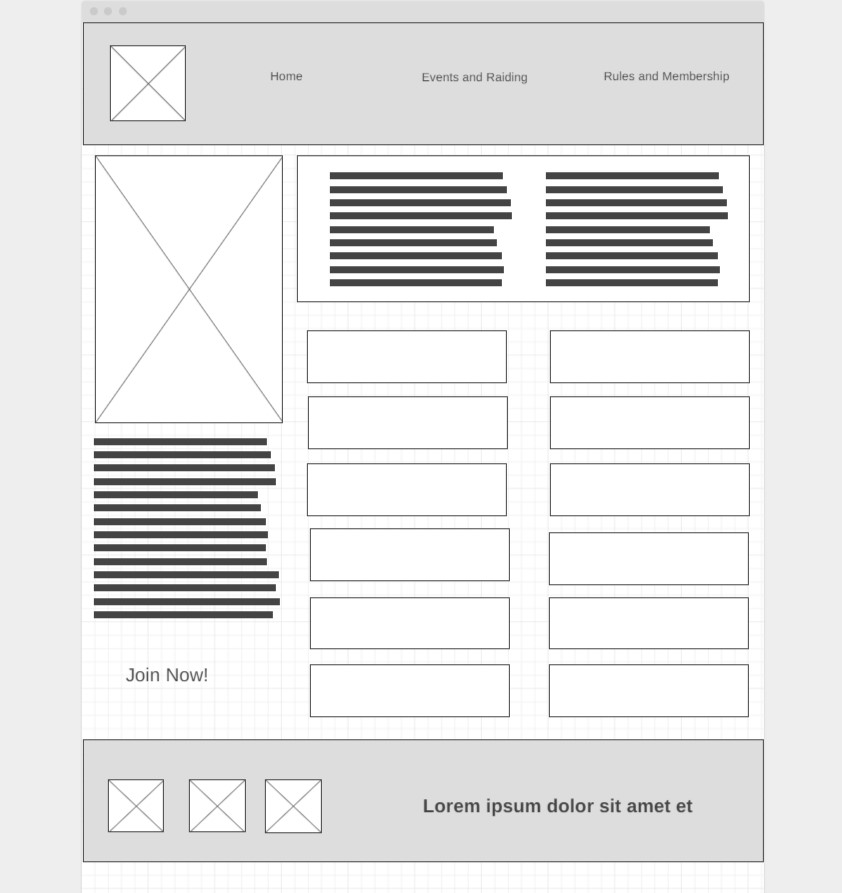 Home
Events and Raiding
Rules and Membership
Join Now!
Lorem ipsum dolor sit amet et